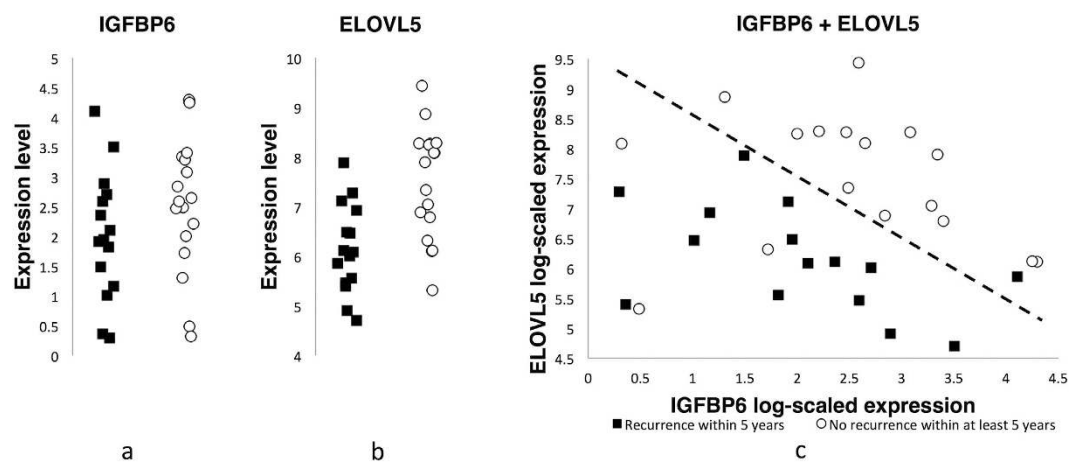 IGFBP6
ELOVL5
IGFBP6 + ELOVL5
Expression level
5
4.5
4
3.5
3
2.5
2
1.5
1
0.5
0
Expression level
10
9
8
7
6
5
4
ELOVL5 log-scaled expression
9.5
9
8.5
8
7.5
7
6.5
6
5.5
5
4.5
0 0.5 1 1.5 2 2.5 3 3.5 4 4.5
IGFBP6 log-scaled expression
Recurrence within 5 years
No recurrence within at least 5 years
a
b
c